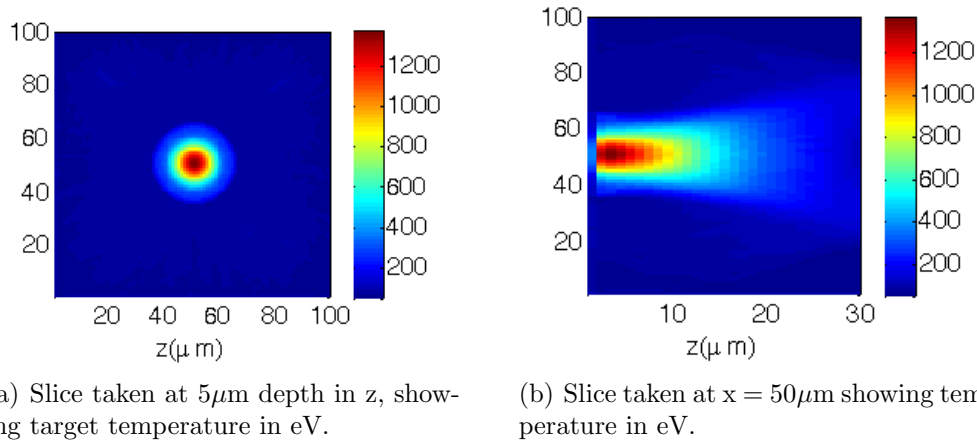 100
80
60
40
20
20 40 60 80 100
z(μ m)
1200
1000
800
600
400
200
100
80
60
40
20
10 20 30
z(μ m)
1200
1000
800
600
400
200
a) Slice taken at 5μm depth in z, show-
ng target temperature in eV.
(b) Slice taken at x = 50μm showing tem
perature in eV.